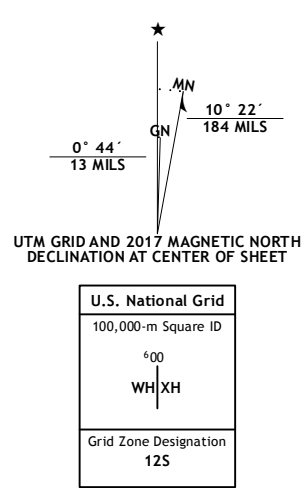 ★
MN
GN
10° 22´
184 MILS
0° 44´
13 MILS
UTM GRID AND 2017 MAGNETIC NORTH
DECLINATION AT CENTER OF SHEET
U.S. National Grid
100,000-m Square ID
⁶00
WH XH
Grid Zone Designation
12S